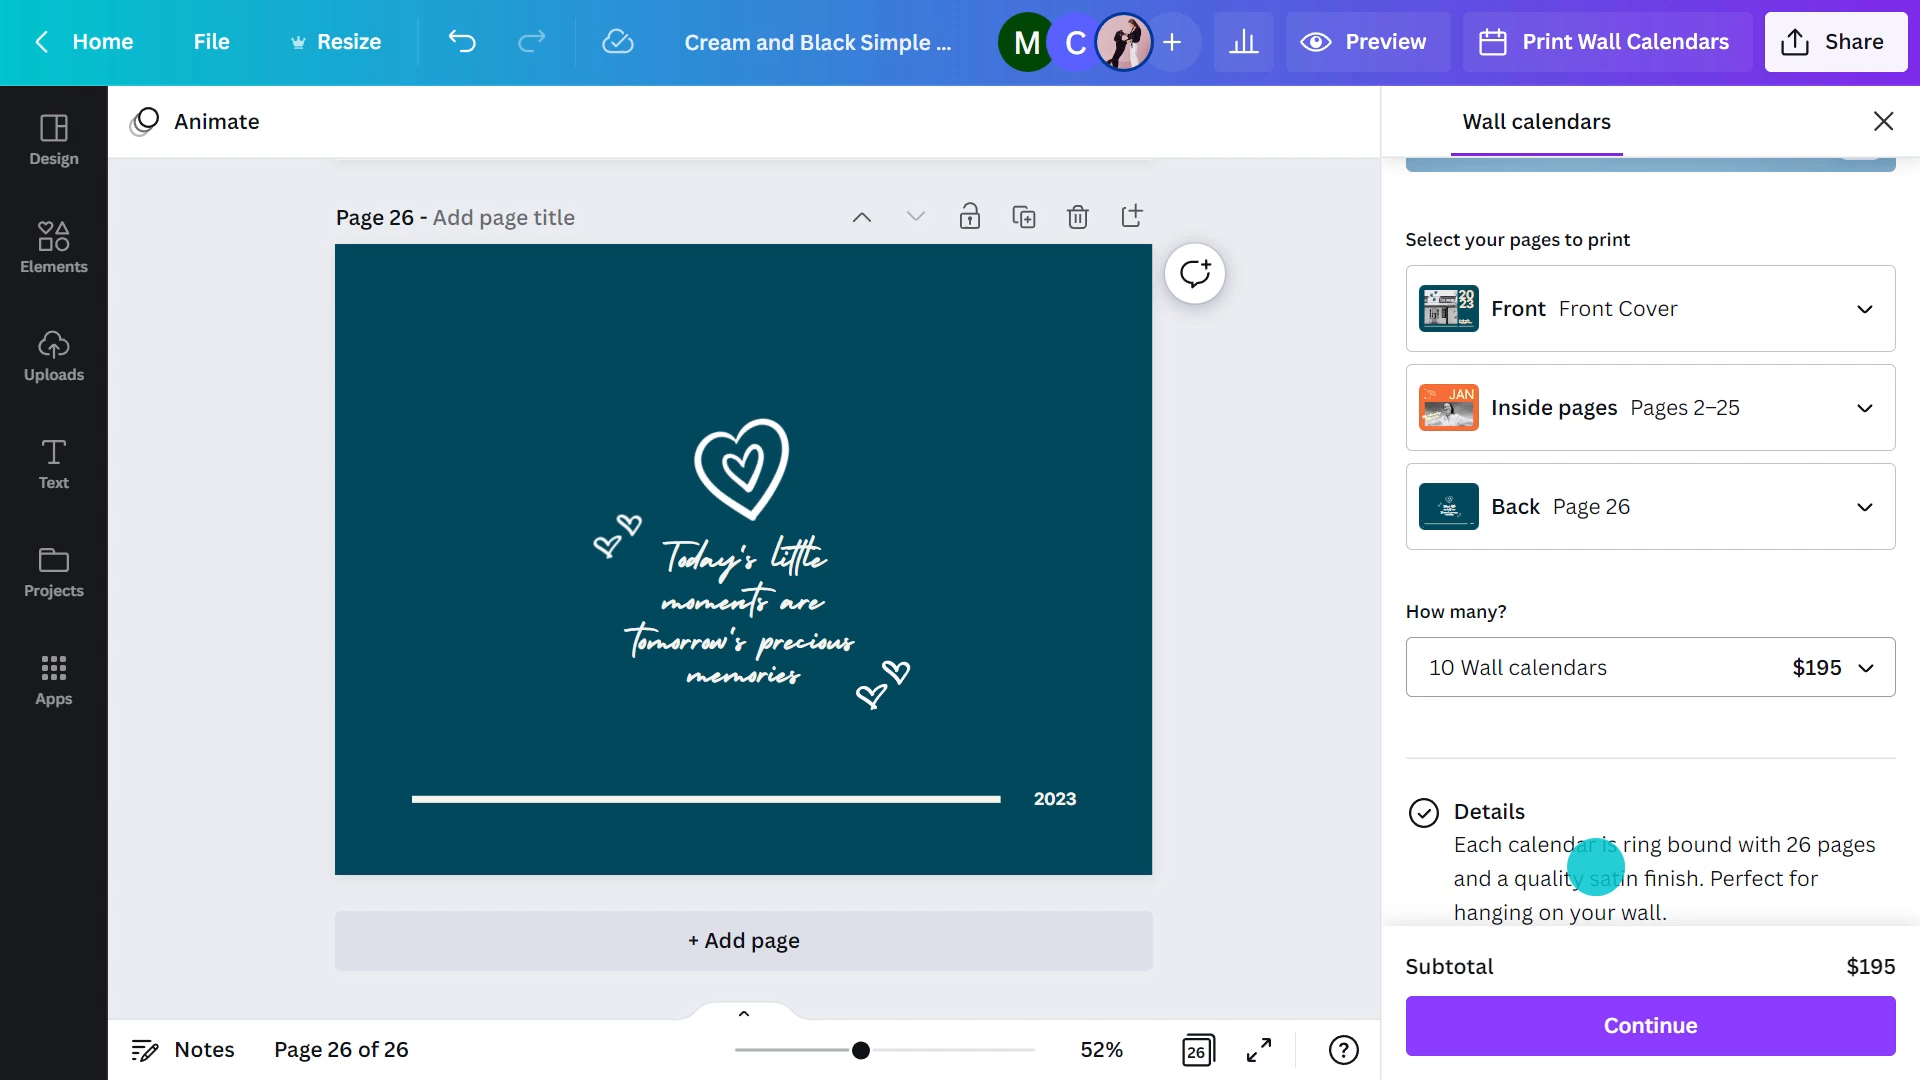 Home File Resize Cream and Black Simple ... M C + Preview Print Wall Calendars Share
Design
Elements
Uploads
Text
Projects
Apps
Animate
Page 26 - Add page title
Today's little
moments are
Tomorrow's precious
memories
2023
+ Add page
Notes Page 26 of 26 52% 26 ?
Wall calendars
Select your pages to print
2023
Front Front Cover
JAN
Inside pages Pages 2–25
Back Page 26
How many?
10 Wall calendars $195
Details
Each calendar is ring bound with 26 pages
and a quality satin finish. Perfect for
hanging on your wall.
Subtotal $195
Continue